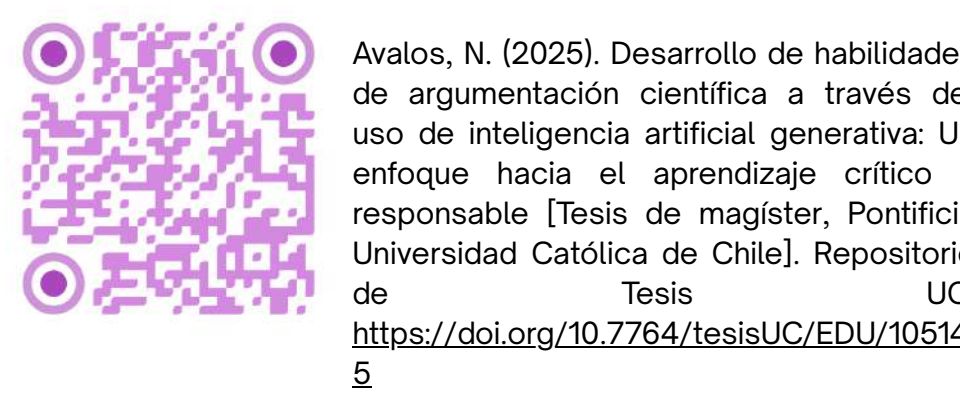 Avalos, N. (2025). Desarrollo de habilidade
de argumentación científica a través de
uso de inteligencia artificial generativa: U
enfoque hacia el aprendizaje crítico
responsable [Tesis de magíster, Pontifici
Universidad Católica de Chile]. Repositori
de Tesis UC
https://doi.org/10.7764/tesisUC/EDU/10514
5